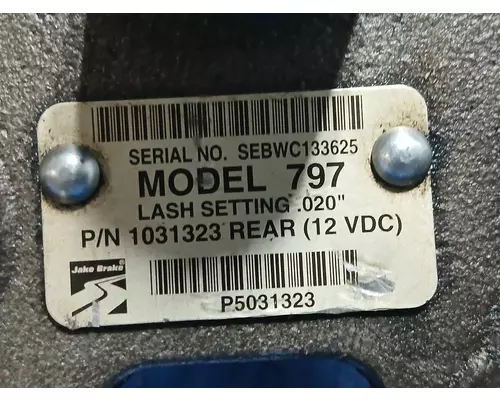 SERIAL NO. SEBWC133625
MODEL 797
LASH SETTING .020"
P/N 1031323 REAR (12 VDC)
Jake Brake
P5031323